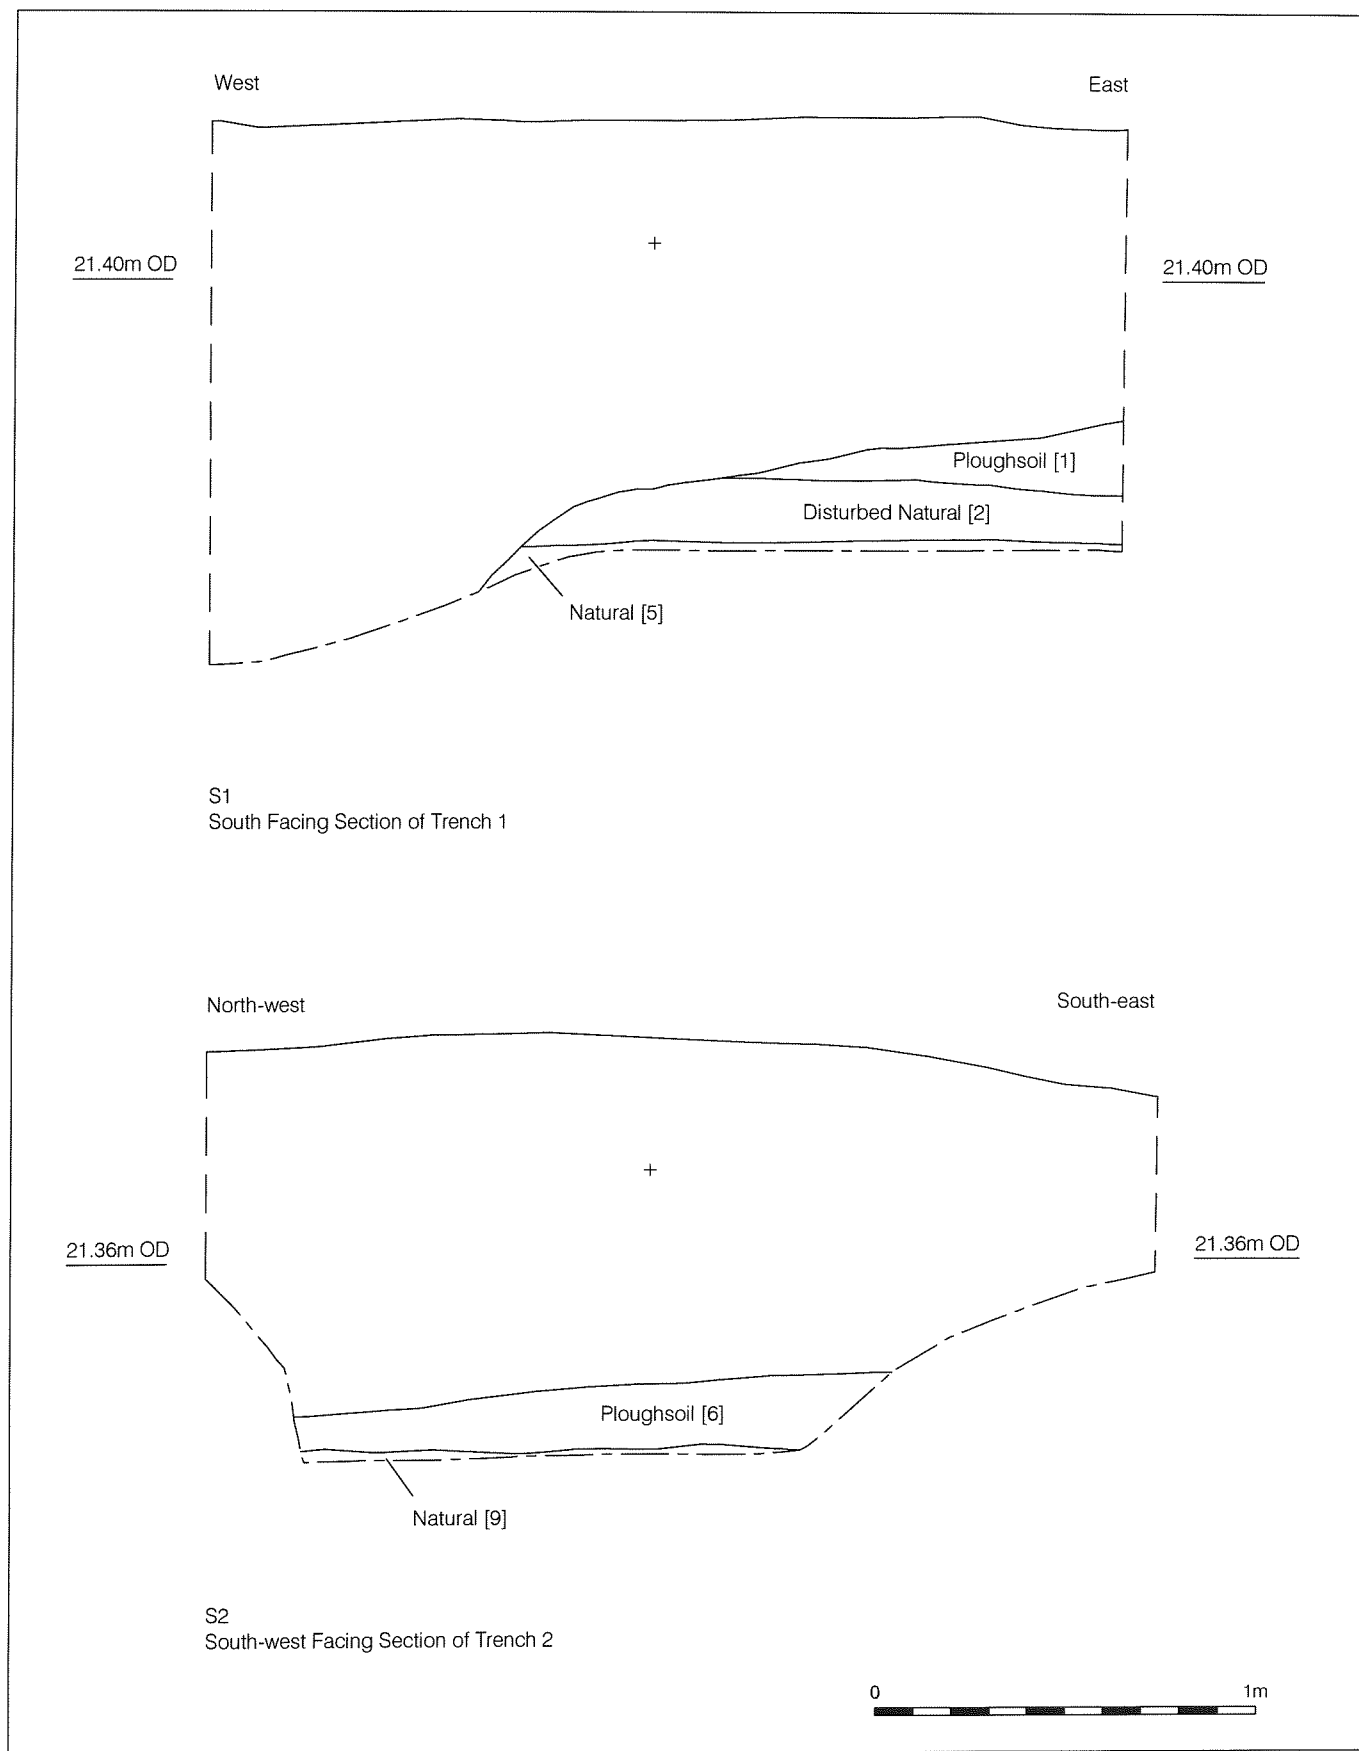 West
East
+
21.40m OD
21.40m OD
Ploughsoil [1]
Disturbed Natural [2]
Natural [5]
S1
South Facing Section of Trench 1
North-west
South-east
+
21.36m OD
21.36m OD
Ploughsoil [6]
Natural [9]
S2
South-west Facing Section of Trench 2
0
1m